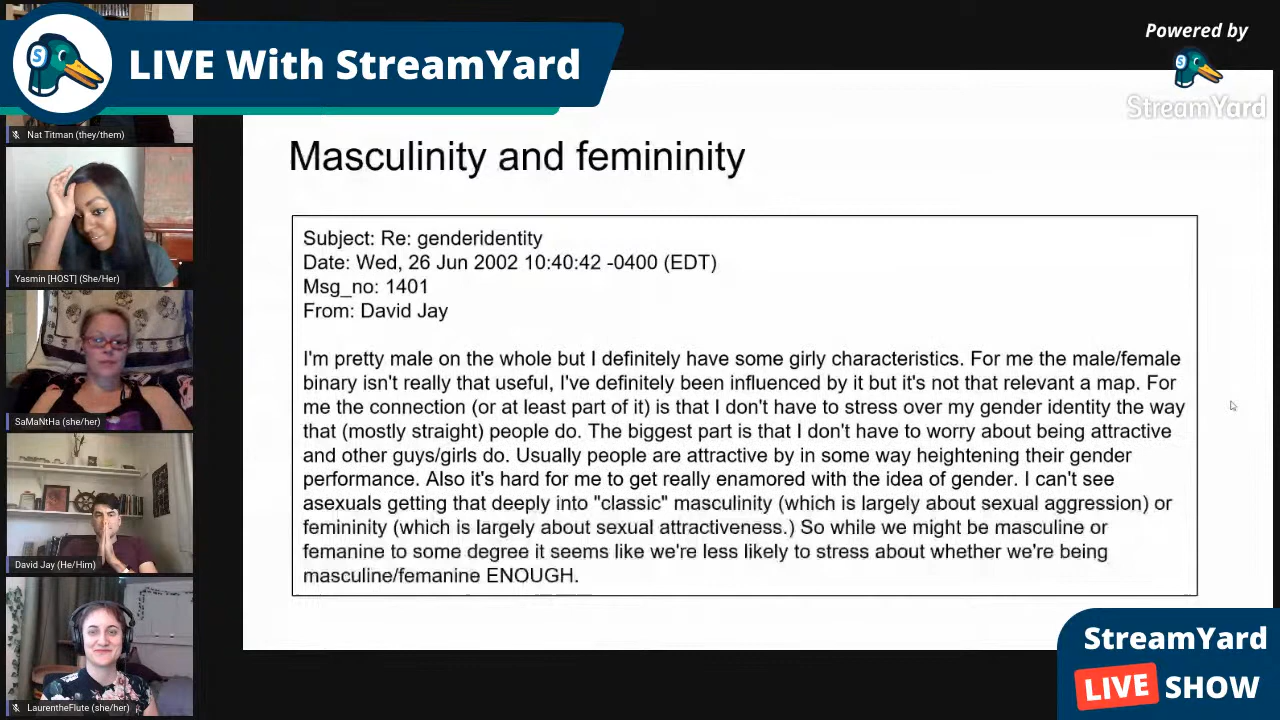 LIVE With StreamYard
Powered by
StreamYard
Nat Titman (they/them)
Yasmin [HOST] (She/Her)
SaMaNtHa (she/her)
David Jay (He/Him)
LaurentheFlute (she/her)
Masculinity and femininity
Subject: Re: genderidentity
Date: Wed, 26 Jun 2002 10:40:42 -0400 (EDT)
Msg_no: 1401
From: David Jay
I'm pretty male on the whole but I definitely have some girly characteristics. For me the male/female
binary isn't really that useful, I've definitely been influenced by it but it's not that relevant a map. For
me the connection (or at least part of it) is that I don't have to stress over my gender identity the way
that (mostly straight) people do. The biggest part is that I don't have to worry about being attractive
and other guys/girls do. Usually people are attractive by in some way heightening their gender
performance. Also it's hard for me to get really enamored with the idea of gender. I can't see
asexuals getting that deeply into "classic" masculinity (which is largely about sexual aggression) or
femininity (which is largely about sexual attractiveness.) So while we might be masculine or
femanine to some degree it seems like we're less likely to stress about whether we're being
masculine/femanine ENOUGH.
StreamYard
LIVE SHOW